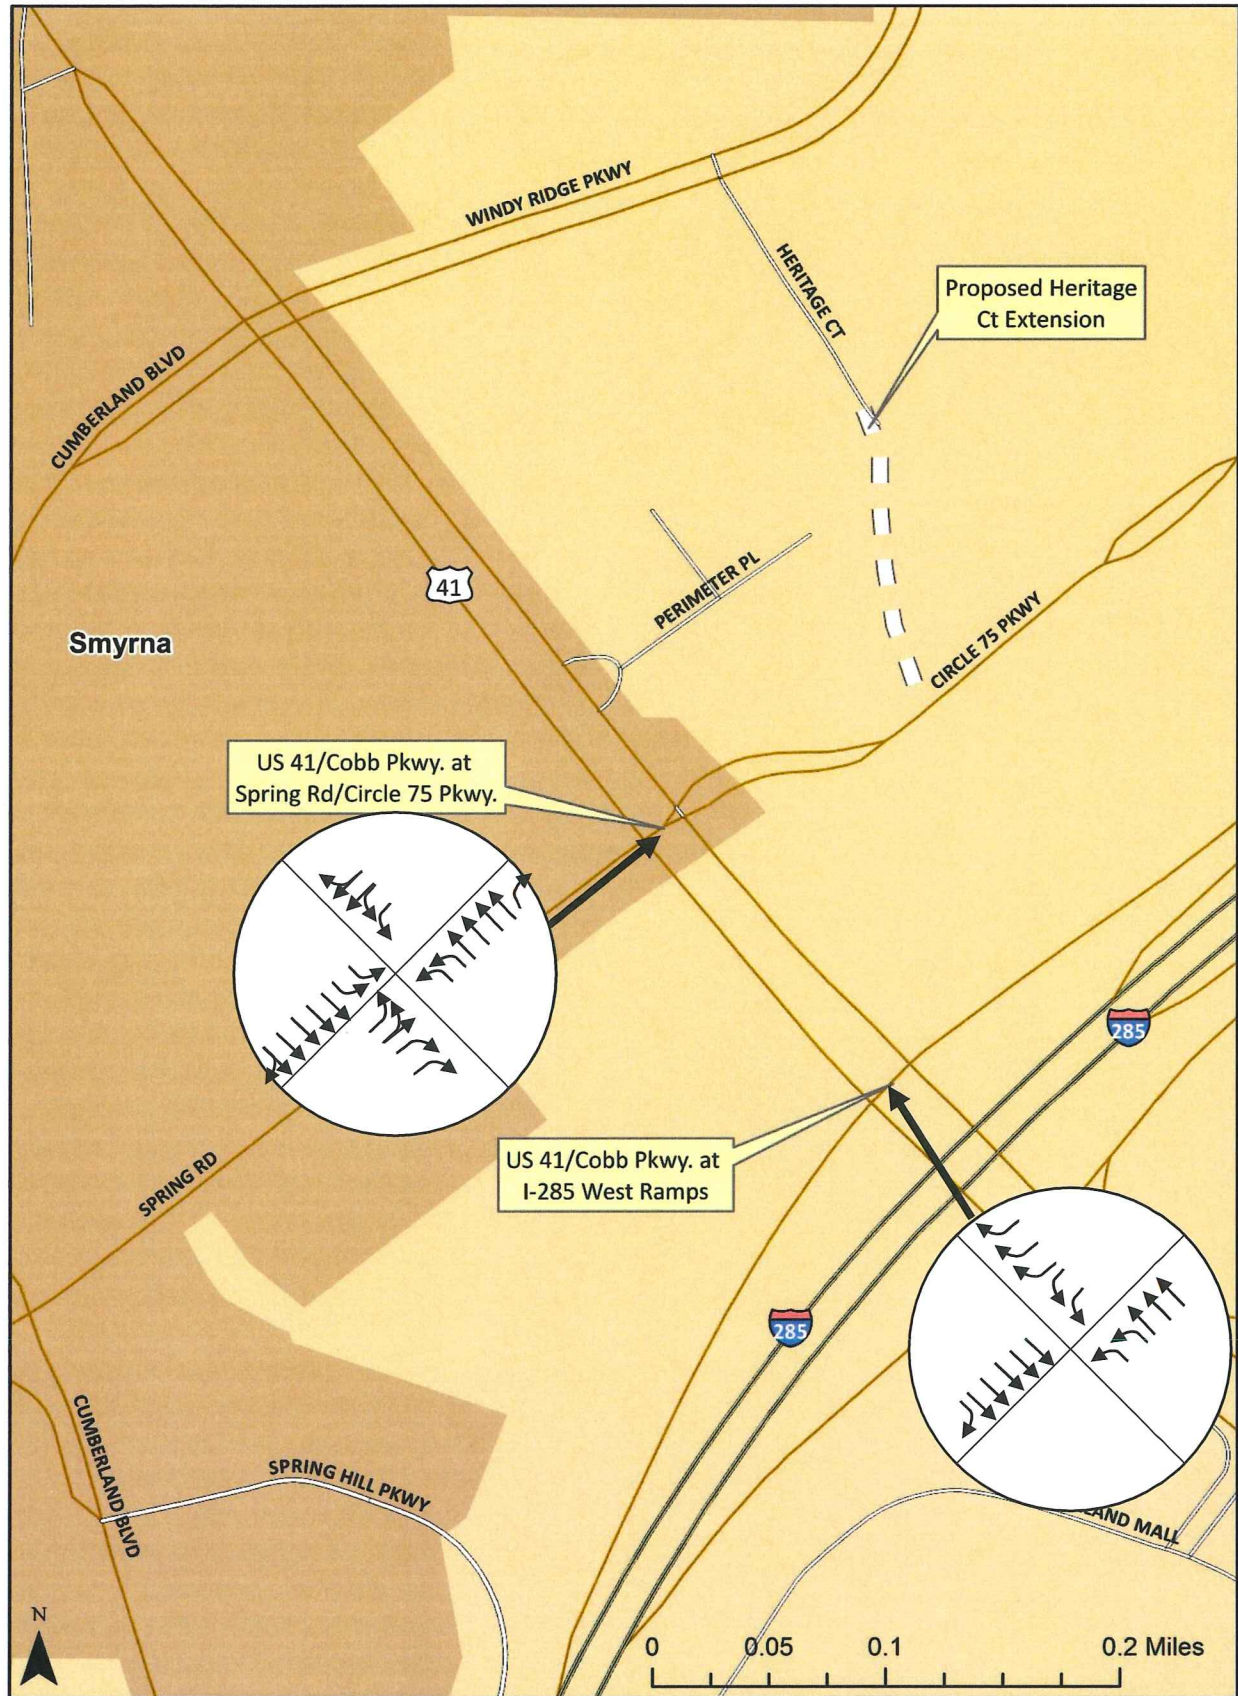 WINDY RIDGE PKWY
HERITAGE CT
Proposed Heritage
Ct Extension
CUMBERLAND BLVD
41
PERIMETER PL
Smyrna
CIRCLE 75 PKWY
US 41/Cobb Pkwy. at
Spring Rd/Circle 75 Pkwy.
285
US 41/Cobb Pkwy. at
I-285 West Ramps
SPRING RD
285
CUMBERLAND BLVD
SPRING HILL PKWY
LAND MALL
N
0 0.05 0.1 0.2 Miles